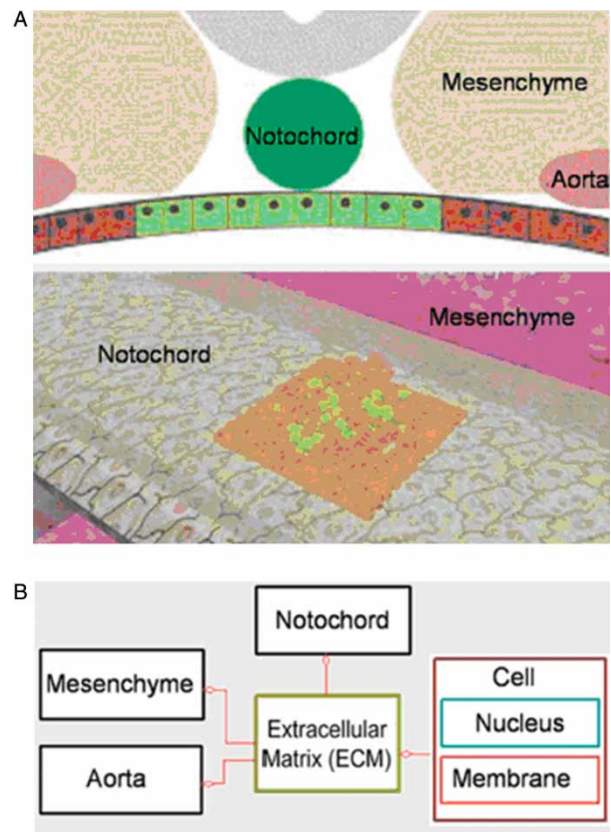 A
Mesenchyme
Notochord
Aorta
Mesenchyme
Notochord
B
Notochord
Mesenchyme
Cell
Extracellular
Matrix (ECM)
Nucleus
Aorta
Membrane